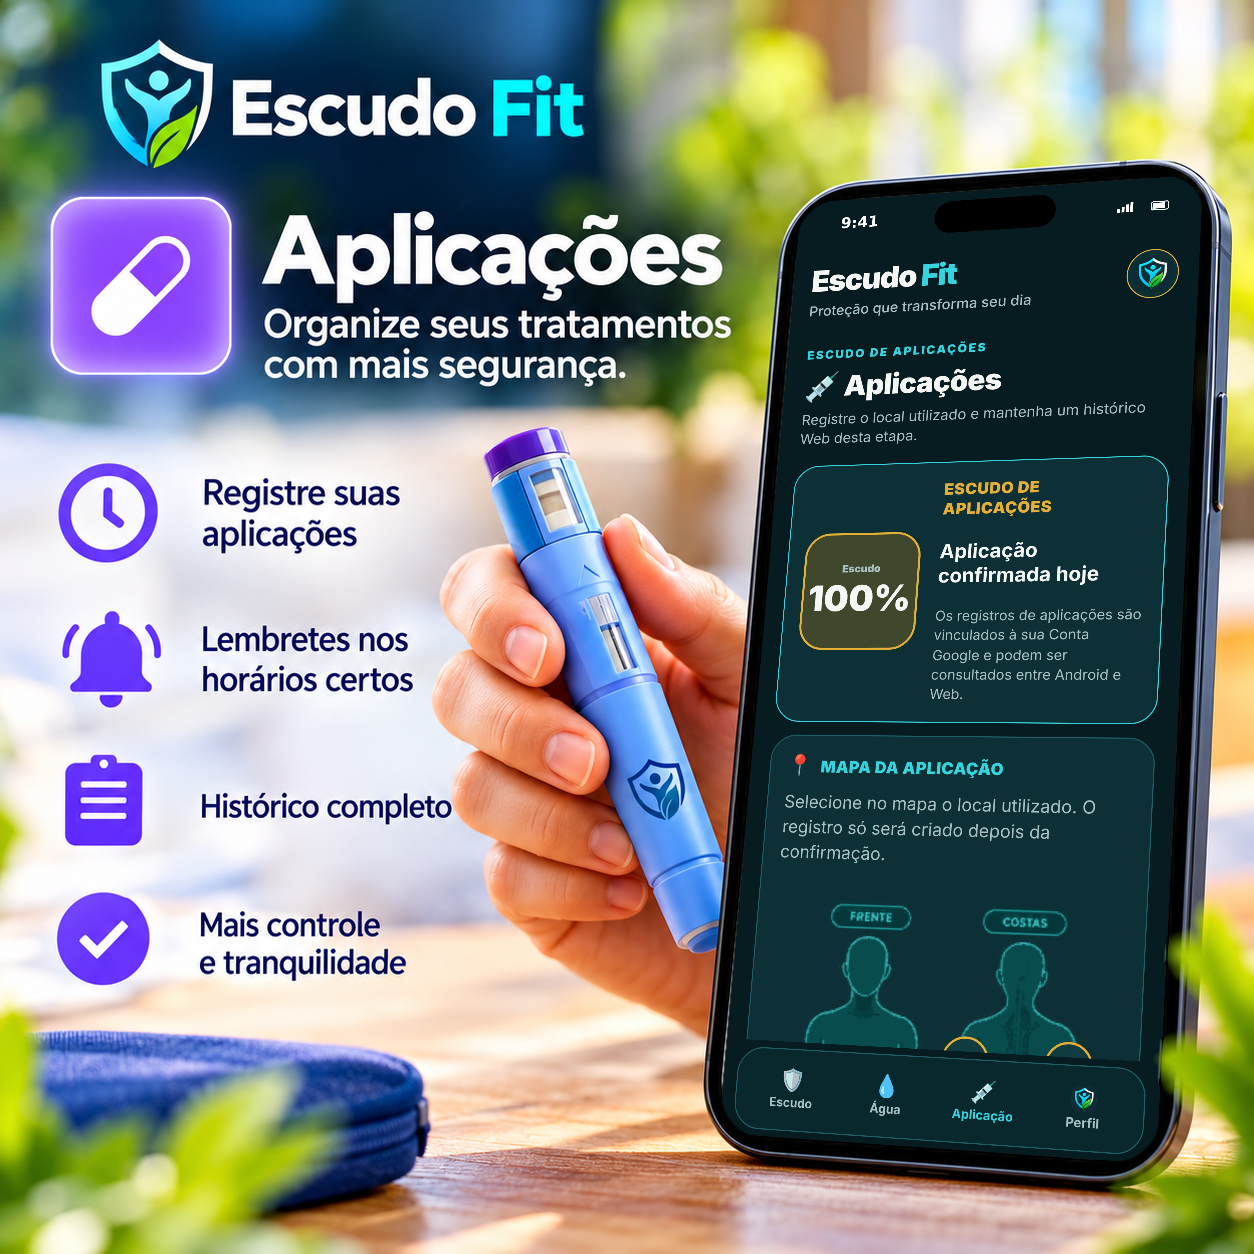 Escudo Fit
Aplicações
Organize seus tratamentos
com mais segurança.
Registre suas
aplicações
Lembretes nos
horários certos
Histórico completo
Mais controle
e tranquilidade
9:41
Escudo Fit
Proteção que transforma seu dia
ESCUDO DE APLICAÇÕES
Aplicações
Registre o local utilizado e mantenha um histórico
Web desta etapa.
ESCUDO DE
APLICAÇÕES
Escudo
100%
Aplicação
confirmada hoje
Os registros de aplicações são
vinculados à sua Conta
Google e podem ser
consultados entre Android e
Web.
MAPA DA APLICAÇÃO
Selecione no mapa o local utilizado. O
registro só será criado depois da
confirmação.
FRENTE
COSTAS
Escudo
Água
Aplicação
Perfil